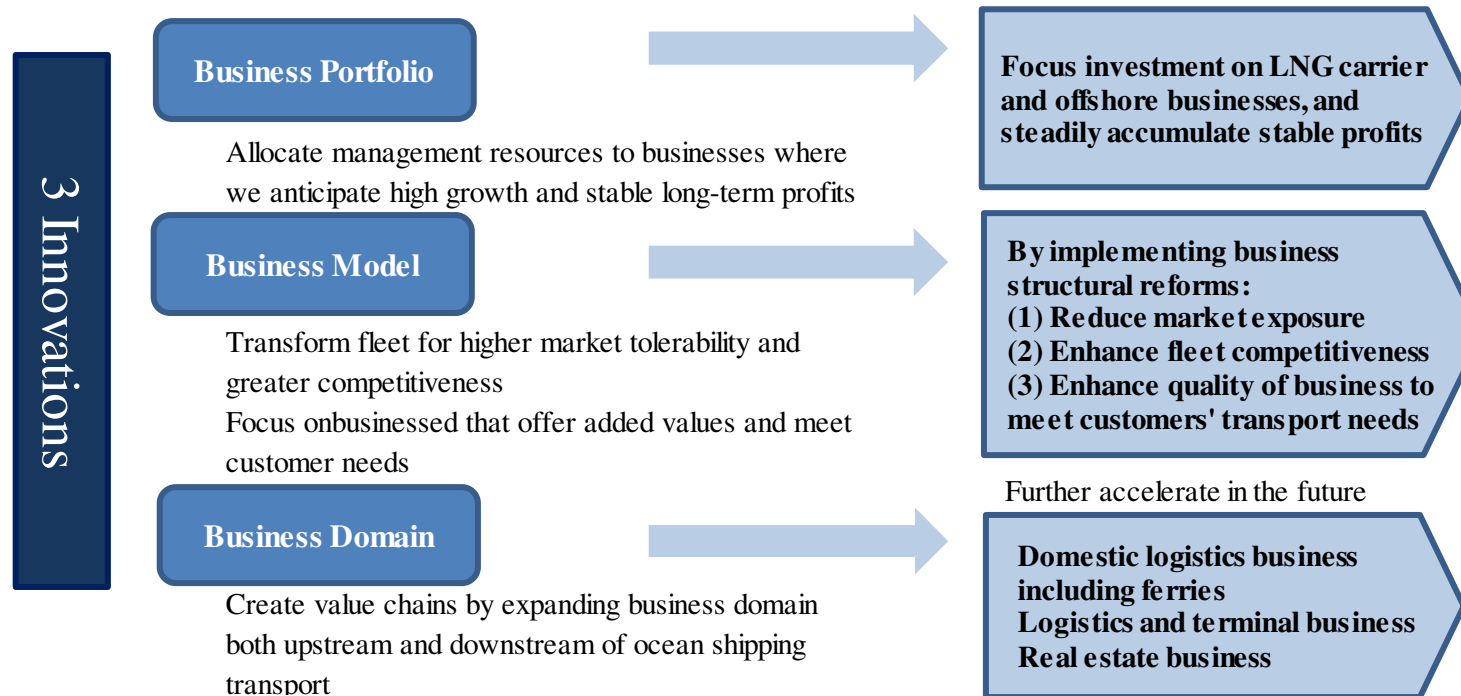 3 Innovations
Business Portfolio
Allocate management resources to businesses where
we anticipate high growth and stable long-term profits
Focus investment on LNG carrier
and offshore businesses, and
steadily accumulate stable profits
Business Model
Transform fleet for higher market tolerability and
greater competitiveness
Focus onbusinessed that offer added values and meet
customer needs
By implementing business
structural reforms:
(1) Reduce market exposure
(2) Enhance fleet competitiveness
(3) Enhance quality of business to
meet customers' transport needs
Further accelerate in the future
Business Domain
Create value chains by expanding business domain
both upstream and downstream of ocean shipping
transport
Domestic logistics business
including ferries
Logistics and terminal business
Real estate business